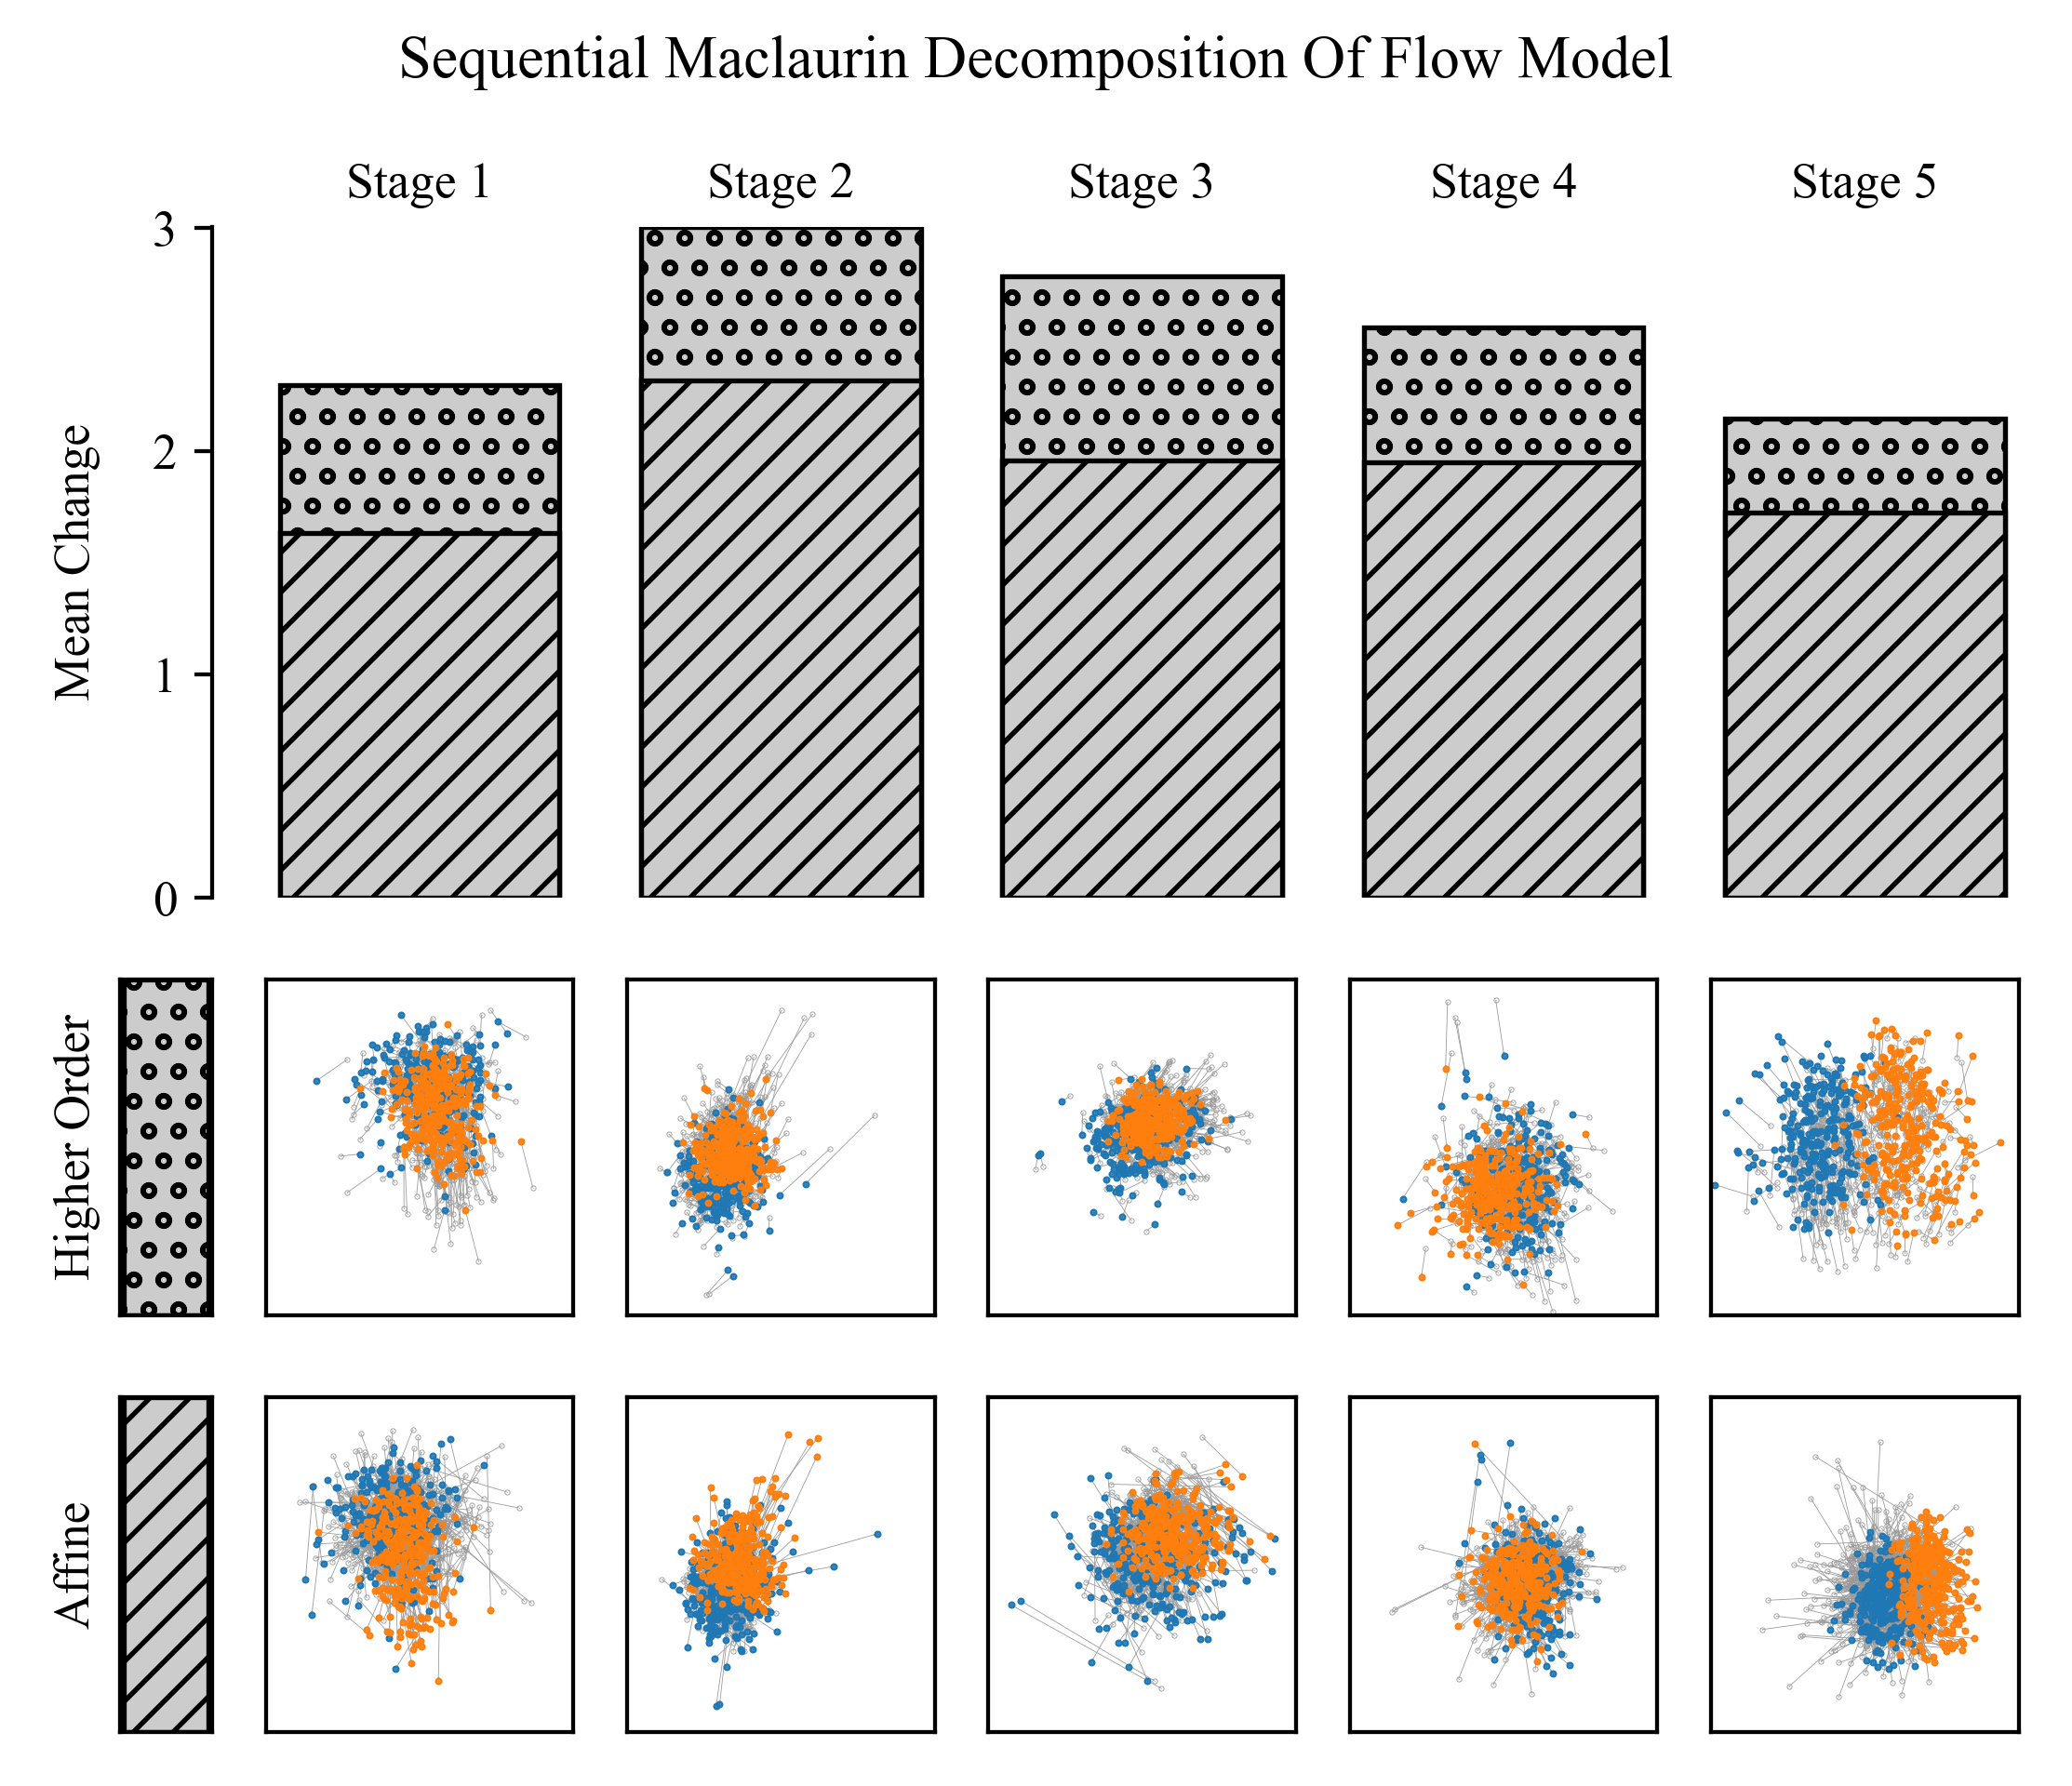 Sequential Maclaurin Decomposition Of Flow Model
Stage 1
Stage 2
Stage 3
Stage 4
Stage 5
3
2
1
0
Mean Change
Higher Order
Affine